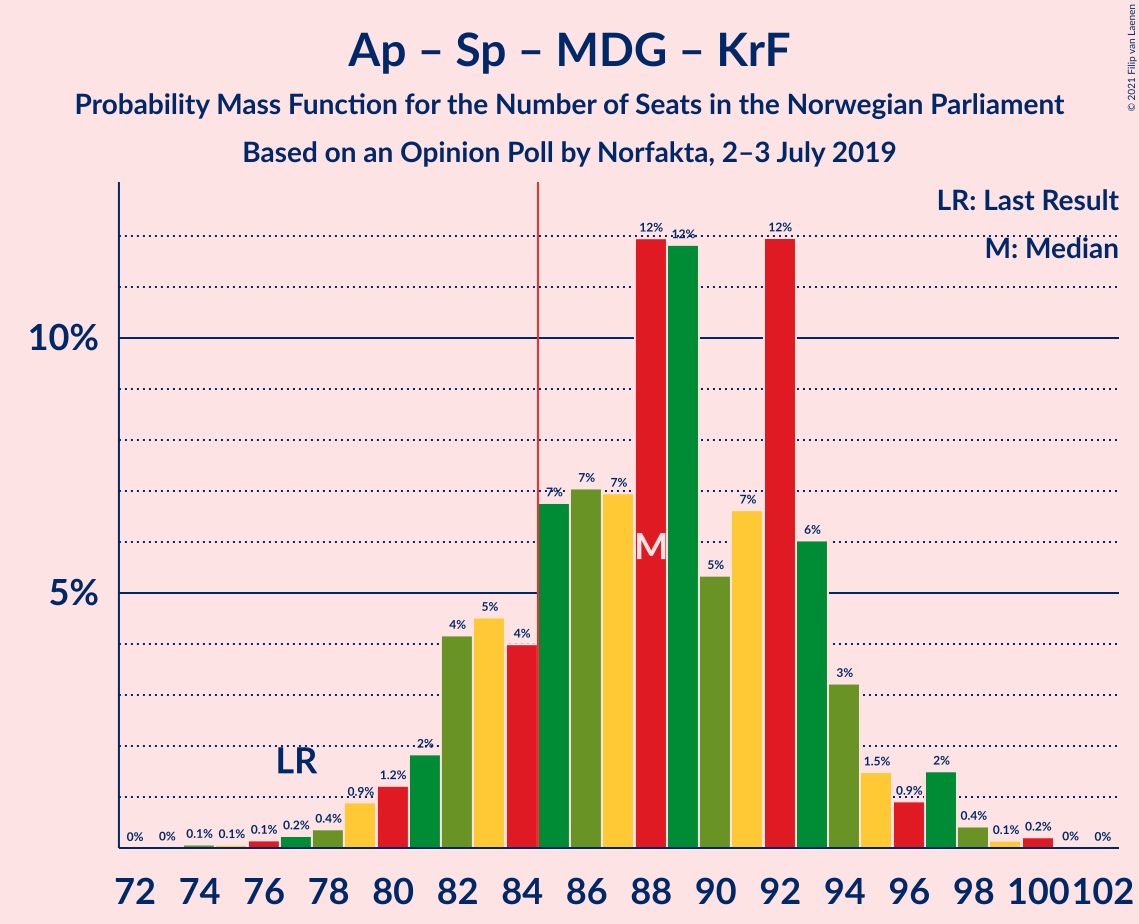 Ap – Sp – MDG – KrF
Probability Mass Function for the Number of Seats in the Norwegian Parliament
Based on an Opinion Poll by Norfakta, 2–3 July 2019
© 2021 Filip van Laenen
LR: Last Result
M: Median
10%
5%
0% 0% 0.1% 0.1% 0.1% 0.2% 0.4% 0.9% 1.2% 2% 4% 5% 4% 7% 7% 7% 12% 12% 5% 7% 12% 6% 3% 1.5% 0.9% 2% 0.4% 0.1% 0.2% 0% 0%
M
LR
72 74 76 78 80 82 84 86 88 90 92 94 96 98 100 102